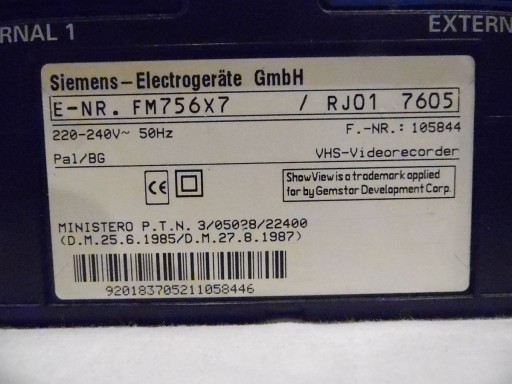 RNAL 1
EXTERN
Siemens-Electrogeräte GmbH
E-NR. FM756X7 / RJ01 7605
220-240V~ 50Hz F.-NR.: 105844
Pal/BG VHS-Videorecorder
CE
ShowView is a trademark applied
for by Gemstar Development Corp.
MINISTERO P.T.N. 3/05028/22400
(D.M.25.6.1985/D.M.27.8.1987)
920183705211058446